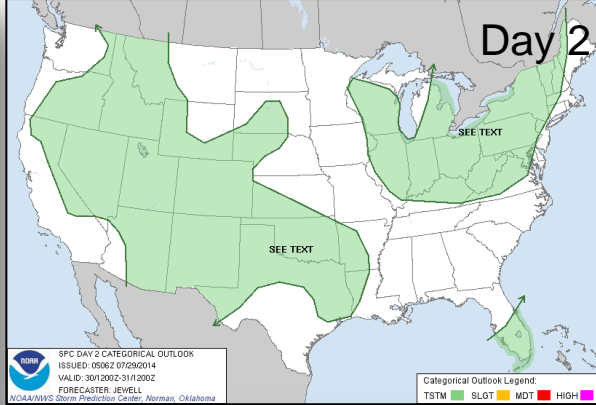 Day 2
SEE TEXT
SEE TEXT
NOAA
SPC DAY 2 CATEGORICAL OUTLOOK
ISSUED: 0506Z 07/29/2014
VALID: 30/1200Z-31/1200Z
FORECASTER: JEWELL
NOAA/NWS Storm Prediction Center, Norman, Oklahoma
Categorical Outlook Legend:
TSTM SLGT MDT HIGH